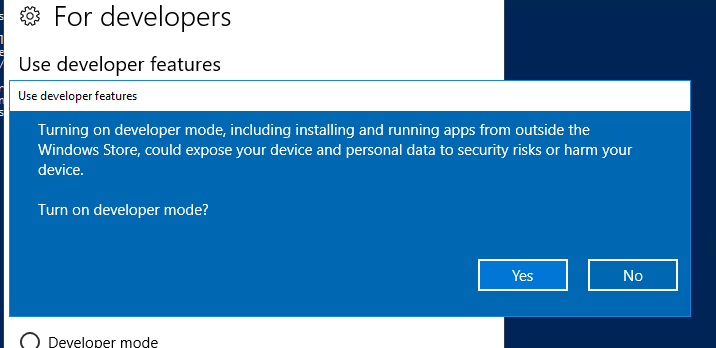 For developers
Use developer features
Use developer features
Turning on developer mode, including installing and running apps from outside the
Windows Store, could expose your device and personal data to security risks or harm your
device.
Turn on developer mode?
Yes
No
Developer mode